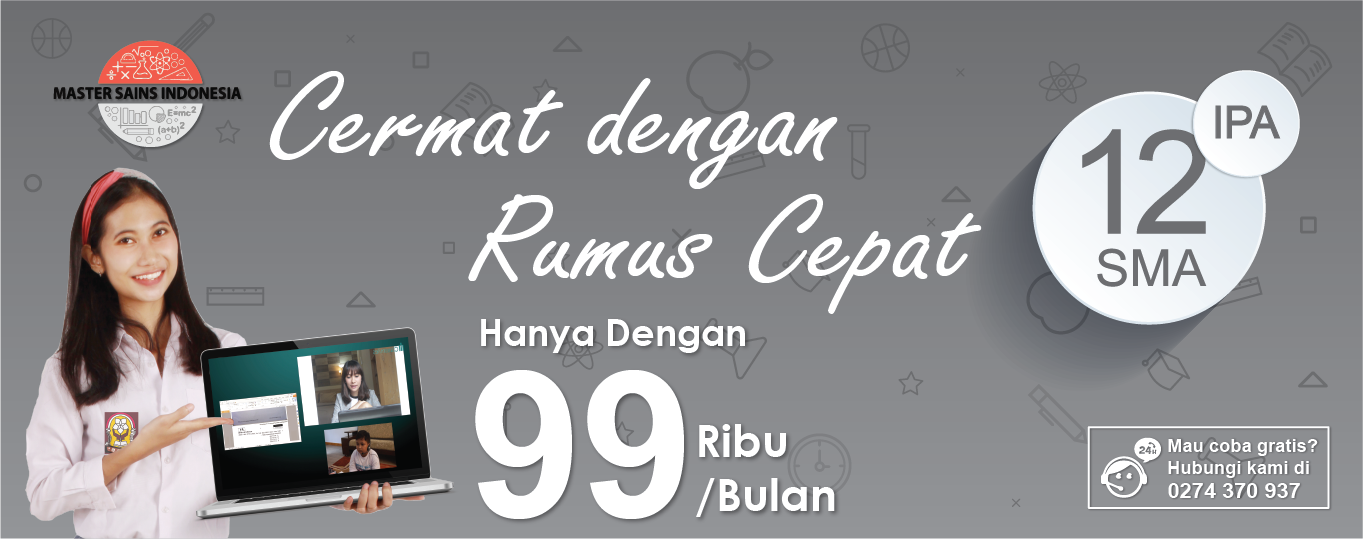 MASTER SAINS INDONESIA
E=mc²
(a+b)²
Cermat dengan
Rumus Cepat
IPA
12
SMA
Hanya Dengan
99
Ribu
/Bulan
24H
Mau coba gratis?
Hubungi kami di
0274 370 937